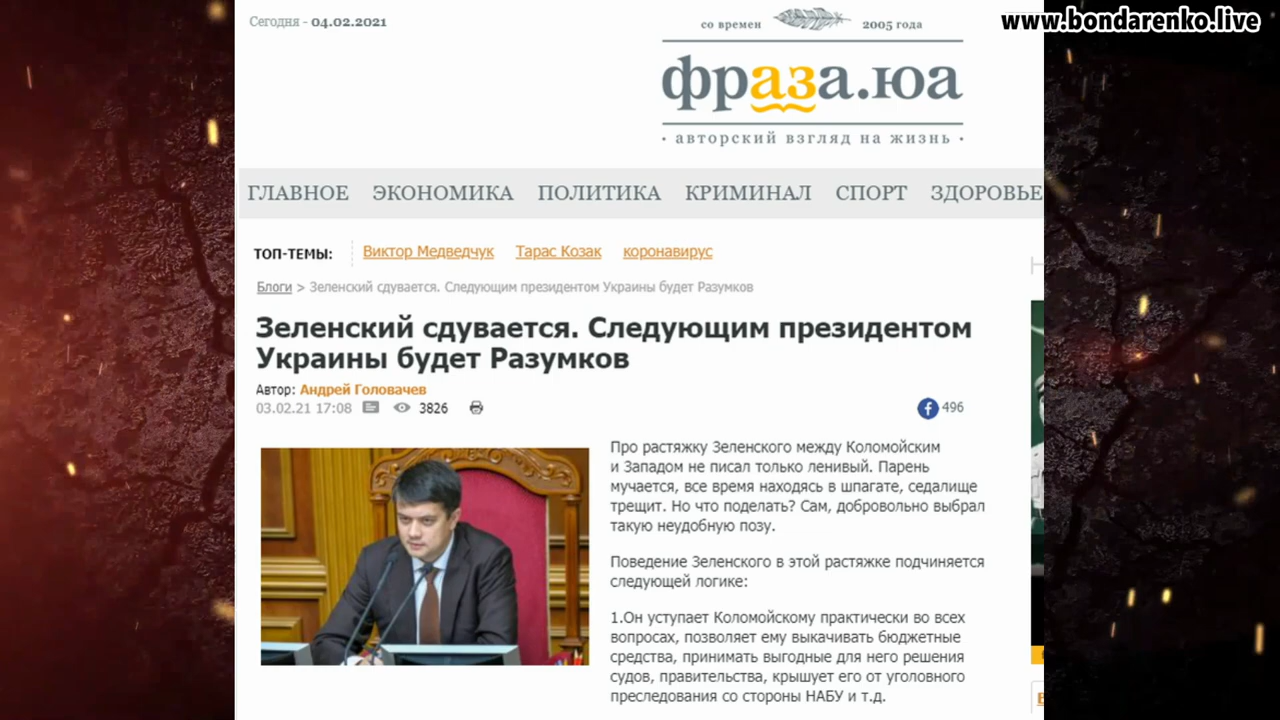 www.bondarenko.live
Сегодня - 04.02.2021
со времен 2005 года
фраза.юа
· авторский взгляд на жизнь ·
ГЛАВНОЕ ЭКОНОМИКА ПОЛИТИКА КРИМИНАЛ СПОРТ ЗДОРОВЬЕ
ТОП-ТЕМЫ: Виктор Медведчук Тарас Козак коронавирус
Блоги > Зеленский сдувается. Следующим президентом Украины будет Разумков
Зеленский сдувается. Следующим президентом
Украины будет Разумков
Автор: Андрей Головачев
03.02.21 17:08 3826
496
Про растяжку Зеленского между Коломойским
и Западом не писал только ленивый. Парень
мучается, все время находясь в шпагате, седалище
трещит. Но что поделать? Сам, добровольно выбрал
такую неудобную позу.
Поведение Зеленского в этой растяжке подчиняется
следующей логике:
1.Он уступает Коломойскому практически во всех
вопросах, позволяет ему выкачивать бюджетные
средства, принимать выгодные для него решения
судов, правительства, крышует его от уголовного
преследования со стороны НАБУ и т.д.